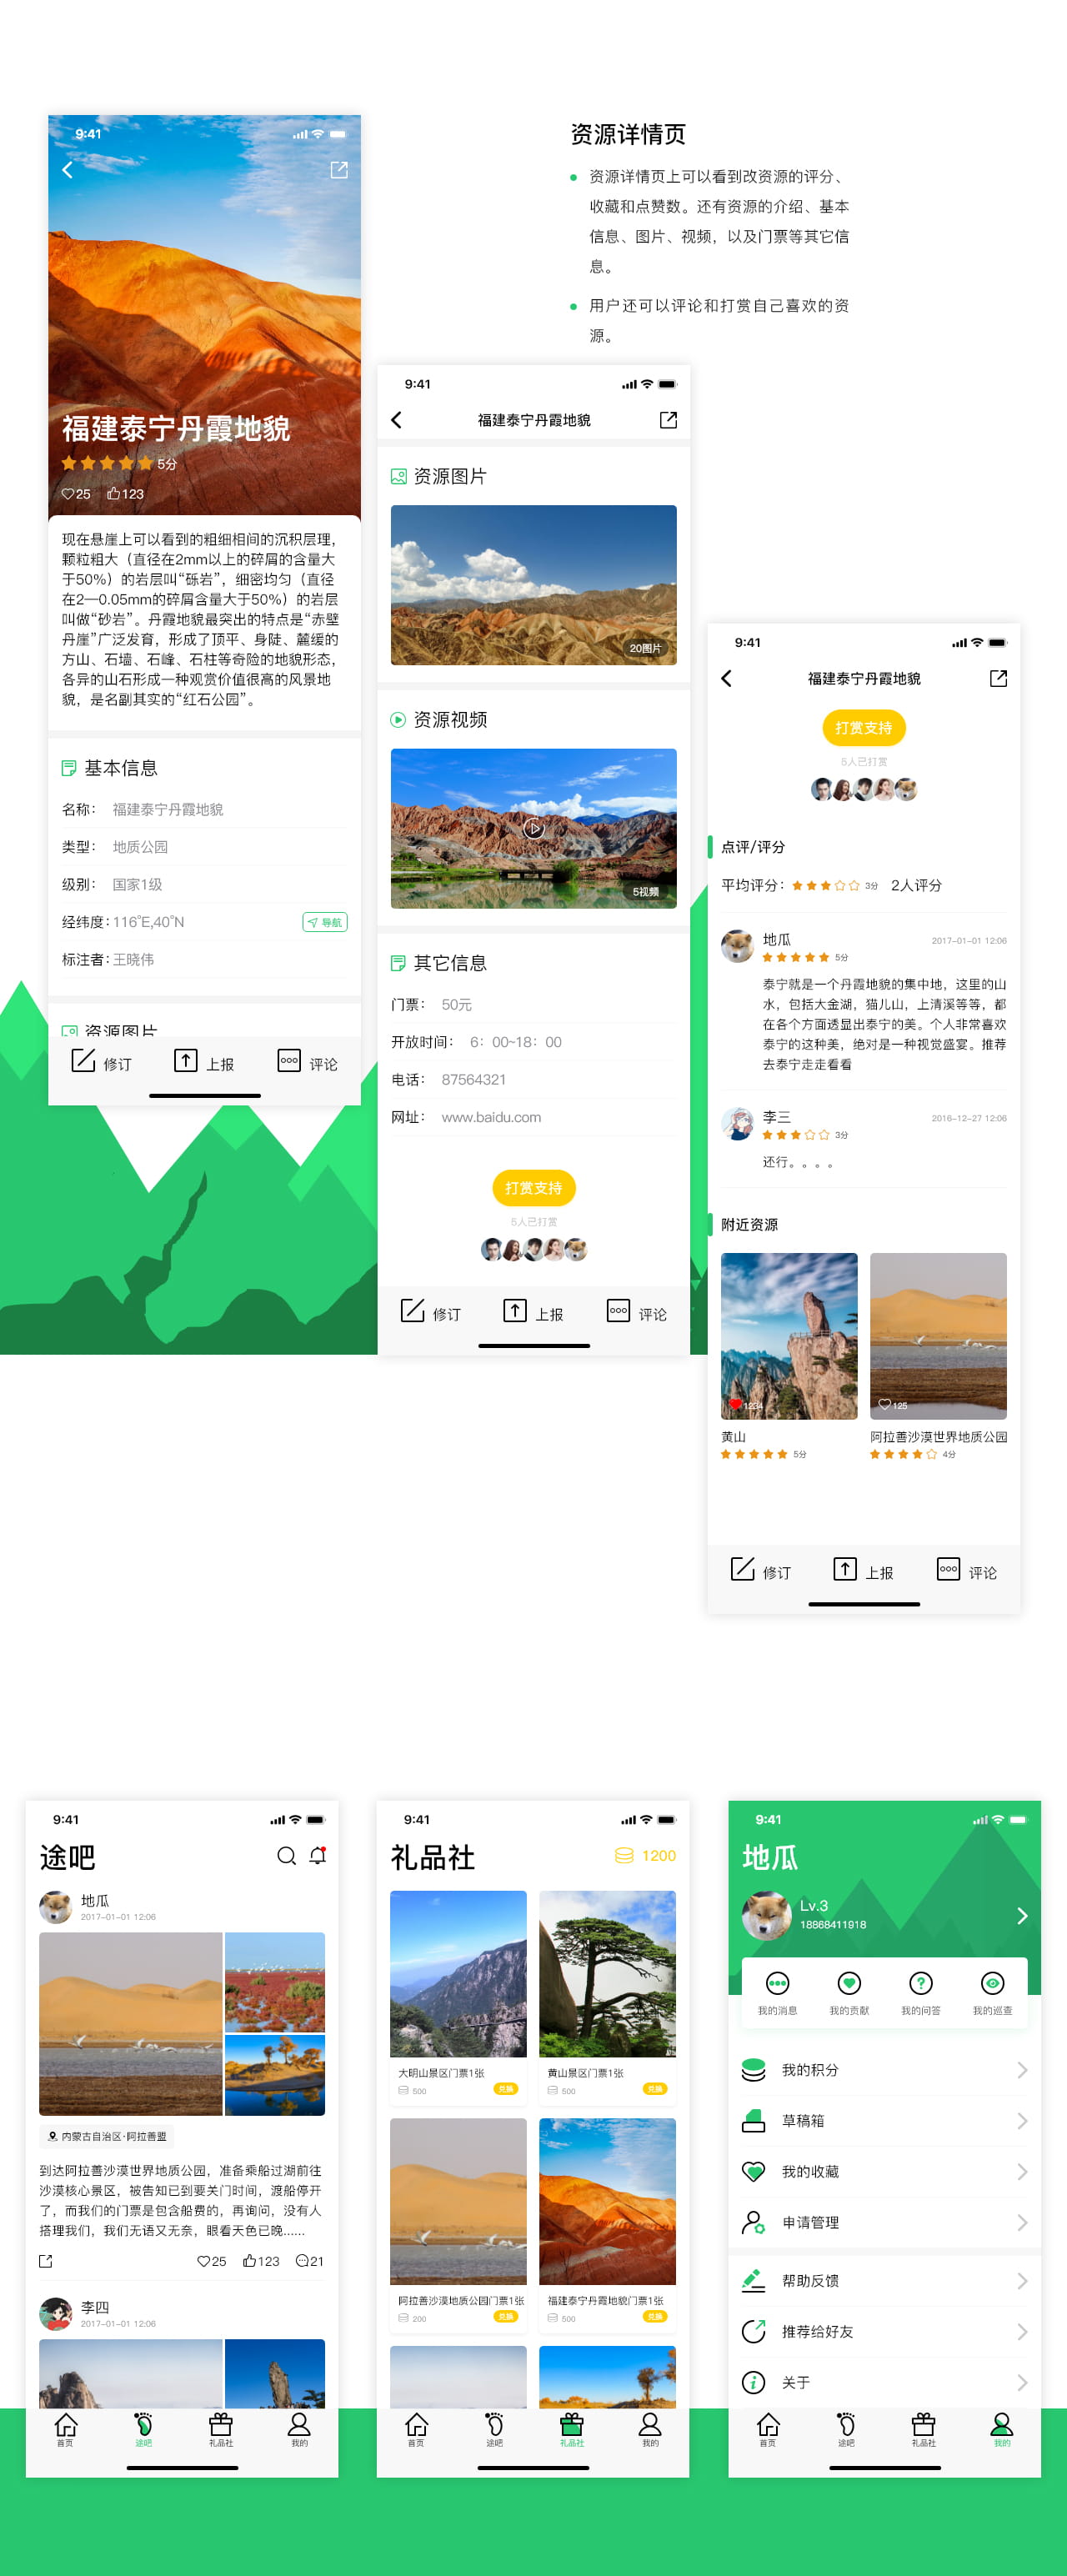 资源详情页
资源详情页上可以看到改资源的评分、
收藏和点赞数。还有资源的介绍、基本
信息、图片、视频，以及门票等其它信
息。
用户还可以评论和打赏自己喜欢的资
源。
9:41
福建泰宁丹霞地貌
5分
25 123
现在悬崖上可以看到的粗细相间的沉积层理，
颗粒粗大（直径在2mm以上的碎屑的含量大
于50%）的岩层叫“砾岩”，细密均匀（直径
在2—0.05mm的碎屑含量大于50%）的岩层
叫做“砂岩”。丹霞地貌最突出的特点是“赤壁
丹崖”广泛发育，形成了顶平、身陡、麓缓的
方山、石墙、石峰、石柱等奇险的地貌形态，
各异的山石形成一种观赏价值很高的风景地
貌，是名副其实的“红石公园”。
基本信息
名称： 福建泰宁丹霞地貌
类型： 地质公园
级别： 国家1级
经纬度：116°E,40°N 导航
标注者：王晓伟
资源图片
修订 上报 评论
9:41
福建泰宁丹霞地貌
资源图片
20图片
资源视频
5视频
其它信息
门票： 50元
开放时间： 6：00~18：00
电话： 87564321
网址： www.baidu.com
打赏支持
5人已打赏
修订 上报 评论
9:41
福建泰宁丹霞地貌
打赏支持
5人已打赏
点评/评分
平均评分： 3分 2人评分
地瓜 2017-01-01 12:06
5分
泰宁就是一个丹霞地貌的集中地，这里的山
水，包括大金湖，猫儿山，上清溪等等，都
在各个方面透显出泰宁的美。个人非常喜欢
泰宁的这种美，绝对是一种视觉盛宴。推荐
去泰宁走走看看
李三 2016-12-27 12:06
3分
还行。。。。
附近资源
1234 125
黄山 阿拉善沙漠世界地质公园
5分 4分
修订 上报 评论
9:41
途吧
地瓜
2017-01-01 12:06
内蒙古自治区·阿拉善盟
到达阿拉善沙漠世界地质公园，准备乘船过湖前往
沙漠核心景区，被告知已到要关门时间，渡船停开
了，而我们的门票是包含船费的，再询问，没有人
搭理我们，我们无语又无奈，眼看天色已晚......
25 123 21
李四
2017-01-01 12:06
首页 途吧 礼品社 我的
9:41
礼品社 1200
大明山景区门票1张 黄山景区门票1张
500 兑换 500 兑换
阿拉善沙漠地质公园门票1张 福建泰宁丹霞地貌门票1张
200 兑换 500 兑换
首页 途吧 礼品社 我的
9:41
地瓜
Lv.3
18868411918
我的消息 我的贡献 我的问答 我的巡查
我的积分
草稿箱
我的收藏
申请管理
帮助反馈
推荐给好友
关于
首页 途吧 礼品社 我的